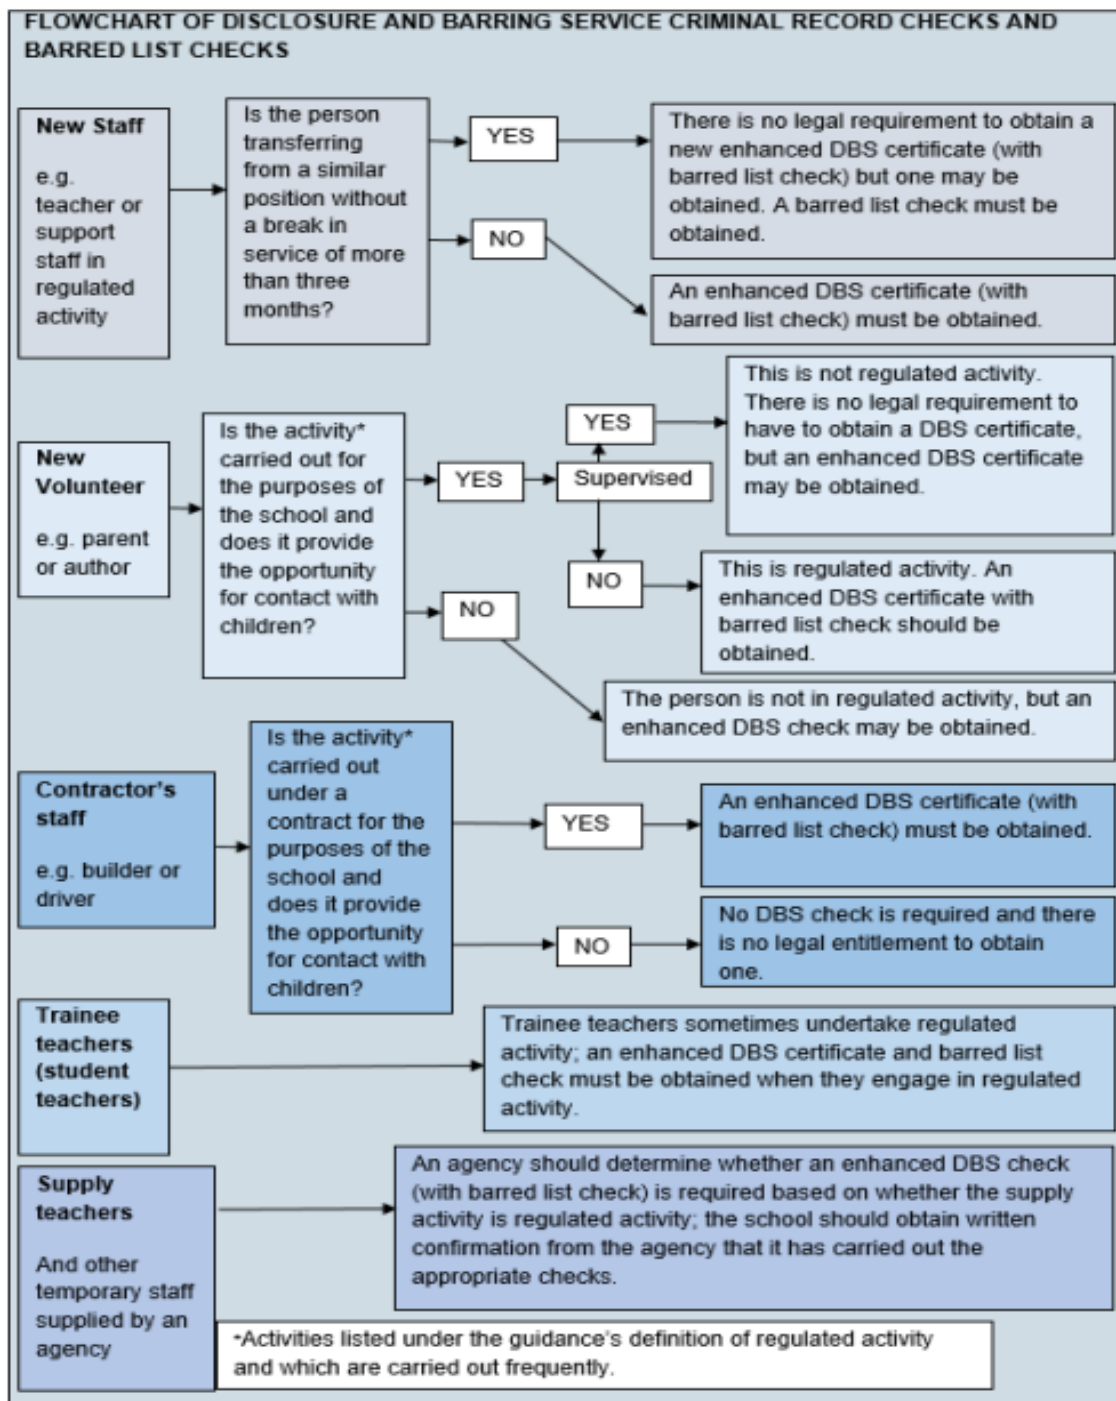 FLOWCHART OF DISCLOSURE AND BARRING SERVICE CRIMINAL RECORD CHECKS AND
BARRED LIST CHECKS
New Staff
e.g.
teacher or
support
staff in
regulated
activity
Is the person
transferring
from a similar
position without
a break in
service of more
than three
months?
YES
There is no legal requirement to obtain a
new enhanced DBS certificate (with
barred list check) but one may be
obtained. A barred list check must be
obtained.
NO
An enhanced DBS certificate (with
barred list check) must be obtained.
New
Volunteer
e.g. parent
or author
Is the activity*
carried out for
the purposes of
the school and
does it provide
the opportunity
for contact with
children?
YES
Supervised
YES
This is not regulated activity.
There is no legal requirement to
have to obtain a DBS certificate,
but an enhanced DBS certificate
may be obtained.
NO
This is regulated activity. An
enhanced DBS certificate with
barred list check should be
obtained.
NO
The person is not in regulated activity, but an
enhanced DBS check may be obtained.
Contractor's
staff
e.g. builder or
driver
Is the activity*
carried out
under a
contract for the
purposes of the
school and
does it provide
the opportunity
for contact with
children?
YES
An enhanced DBS certificate (with
barred list check) must be obtained.
NO
No DBS check is required and there
is no legal entitlement to obtain
one.
Trainee
teachers
(student
teachers)
Trainee teachers sometimes undertake regulated
activity; an enhanced DBS certificate and barred list
check must be obtained when they engage in regulated
activity.
Supply
teachers
And other
temporary staff
supplied by an
agency
An agency should determine whether an enhanced DBS check
(with barred list check) is required based on whether the supply
activity is regulated activity; the school should obtain written
confirmation from the agency that it has carried out the
appropriate checks.
*Activities listed under the guidance's definition of regulated activity
and which are carried out frequently.